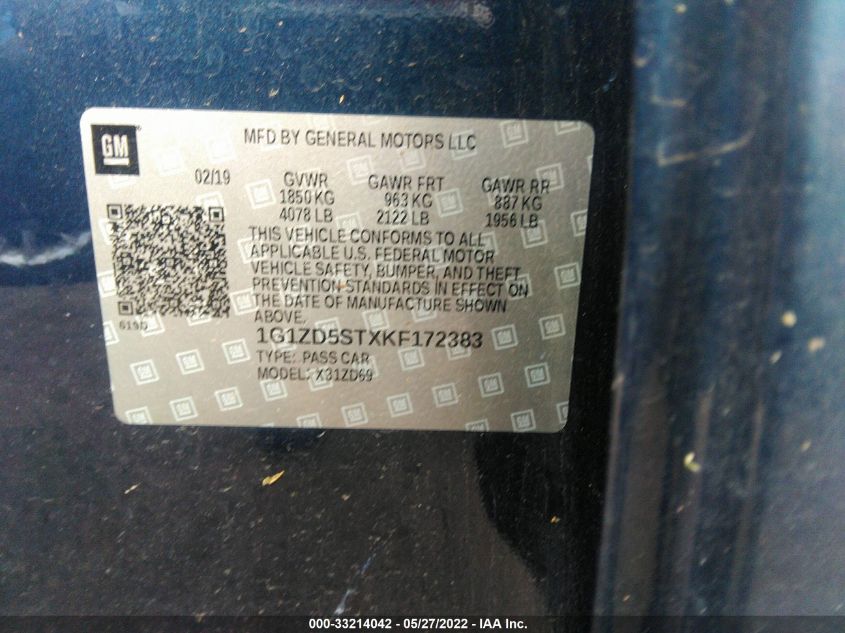 GM
MFD BY GENERAL MOTORS LLC
02/19 GVWR GAWR FRT GAWR RR
1850 KG 963 KG 887 KG
4078 LB 2122 LB 1956 LB
THIS VEHICLE CONFORMS TO ALL
APPLICABLE U.S. FEDERAL MOTOR
VEHICLE SAFETY, BUMPER, AND THEFT
PREVENTION STANDARDS IN EFFECT ON
THE DATE OF MANUFACTURE SHOWN
ABOVE.
1G1ZD5STXKF172383
TYPE: PASS CAR
MODEL: X31ZD69
000-33214042 - 05/27/2022 - IAA Inc.